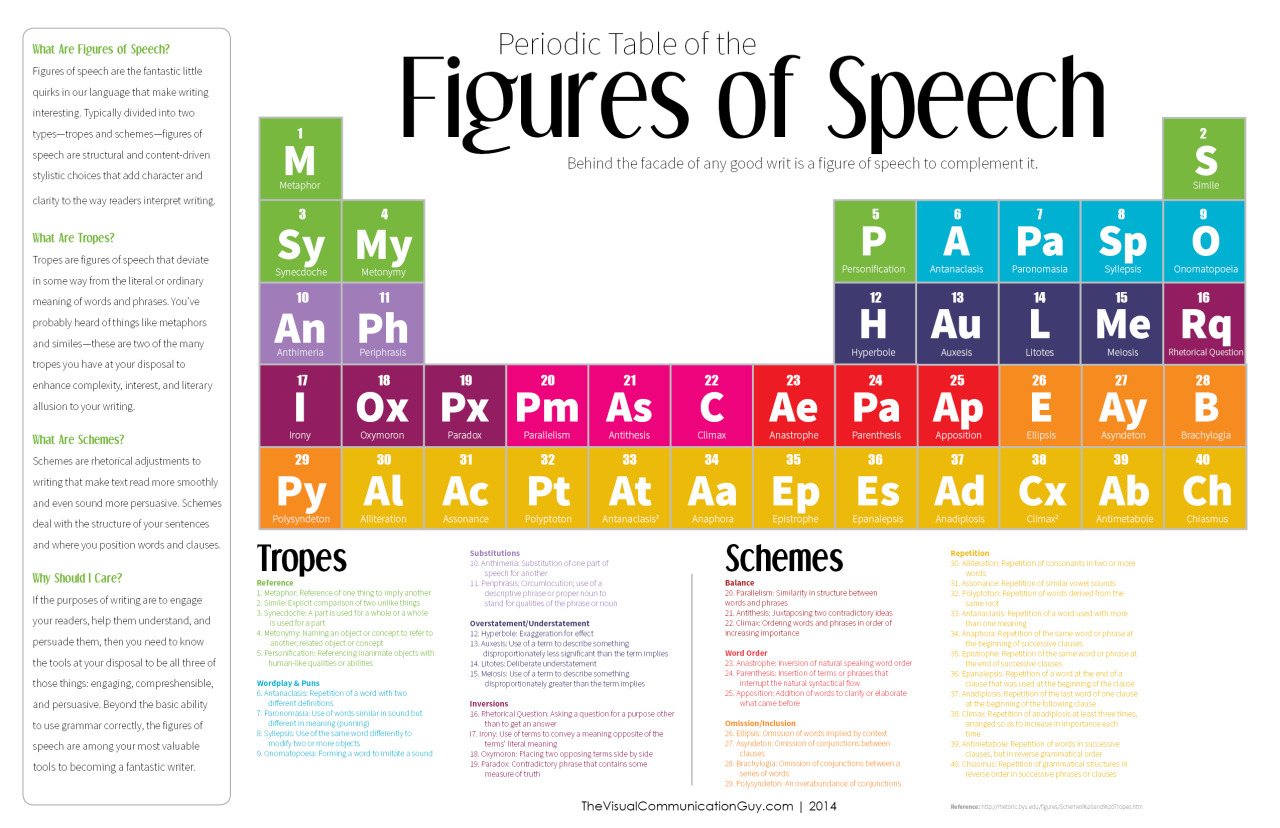 What Are Figures of Speech?
Figures of speech are the fantastic little
quirks in our language that make writing
interesting. Typically divided into two
types—tropes and schemes—figures of
speech are structural and content-driven
stylistic choices that add character and
clarity to the way readers interpret writing.
What Are Tropes?
Tropes are figures of speech that deviate
in some way from the literal or ordinary
meaning of words and phrases. You've
probably heard of things like metaphors
and similes—these are two of the many
tropes you have at your disposal to
enhance complexity, interest, and literary
allusion to your writing.
What Are Schemes?
Schemes are rhetorical adjustments to
writing that make text read more smoothly
and even sound more persuasive. Schemes
deal with the structure of your sentences
and where you position words and clauses.
Why Should I Care?
If the purposes of writing are to engage
your readers, help them understand, and
persuade them, then you need to know
the tools at your disposal to be all three of
those things: engaging, comprehsensible,
and persuasive. Beyond the basic ability
to use grammar correctly, the figures of
speech are among your most valuable
tools to becoming a fantastic writer.
Periodic Table of the
Figures of Speech
Behind the facade of any good writ is a figure of speech to complement it.
1
M
Metaphor
2
S
Simile
3
Sy
Synecdoche
4
My
Metonymy
5
P
Personification
6
A
Antanaclasis
7
Pa
Paronomasia
8
Sp
Syllepsis
9
O
Onomatopoeia
10
An
Anthimeria
11
Ph
Periphrasis
12
H
Hyperbole
13
Au
Auxesis
14
L
Litotes
15
Me
Meiosis
16
Rq
Rhetorical Question
17
I
Irony
18
Ox
Oxymoron
19
Px
Paradox
20
Pm
Parallelism
21
As
Antithesis
22
C
Climax
23
Ae
Anastrophe
24
Pa
Parenthesis
25
Ap
Apposition
26
E
Ellipsis
27
Ay
Asyndeton
28
B
Brachylogia
29
Py
Polysyndeton
30
Al
Alliteration
31
Ac
Assonance
32
Pt
Polyptoton
33
At
Antanaclasis²
34
Aa
Anaphora
35
Ep
Epistrophe
36
Es
Epanalepsis
37
Ad
Anadiplosis
38
Cx
Climax²
39
Ab
Antimetabole
40
Ch
Chiasmus
Tropes
Reference
1. Metaphor: Reference of one thing to imply another
2. Simile: Explicit comparison of two unlike things
3. Synecdoche: A part is used for a whole or a whole
is used for a part
4. Metonymy: Naming an object or concept to refer to
another, related object or concept
5. Personification: Referencing inanimate objects with
human-like qualities or abilities
Wordplay & Puns
6. Antanaclasis: Repetition of a word with two
different definitions
7. Paronomasia: Use of words similar in sound but
different in meaning (punning)
8. Syllepsis: Use of the same word differently to
modify two or more objects
9. Onomatopoeia: Forming a word to imitate a sound
Substitutions
10. Anthimeria: Substitution of one part of
speech for another
11. Periphrasis: Circumlocution; use of a
descriptive phrase or proper noun to
stand for qualities of the phrase or noun
Overstatement/Understatement
12. Hyperbole: Exaggeration for effect
13. Auxesis: Use of a term to describe something
disproportionately less significant than the term implies
14. Litotes: Deliberate understatement
15. Meiosis: Use of a term to describe something
disproportionately greater than the term implies
Inversions
16. Rhetorical Question: Asking a question for a purpose other
than to get an answer
17. Irony: Use of terms to convey a meaning opposite of the
terms' literal meaning
18. Oxymoron: Placing two opposing terms side by side
19. Paradox: Contradictory phrase that contains some
measure of truth
Schemes
Balance
20. Parallelism: Similarity in structure between
words and phrases
21. Antithesis: Juxtaposing two contradictory ideas
22. Climax: Ordering words and phrases in order of
increasing importance
Word Order
23. Anastrophe: Inversion of natural speaking word order
24. Parenthesis: Insertion of terms or phrases that
interrupt the natural syntactical flow
25. Apposition: Addition of words to clarify or elaborate
what came before
Omission/Inclusion
26. Ellipsis: Omission of words implied by context
27. Asyndeton: Omission of conjunctions between
clauses
28. Brachylogia: Omission of conjunctions between a
series of words
29. Polysyndeton: An overabundance of conjunctions
Repetition
30. Alliteration: Repetition of consonants in two or more
words
31. Assonance: Repetition of similar vowel sounds
32. Polyptoton: Repetition of words derived from the
same root
33. Antanaclasis: Repetition of a word used with more
than one meaning
34. Anaphora: Repetition of the same word or phrase at
the beginning of successive clauses
35. Epistrophe: Repetition of the same word or phrase at
the end of successive clauses
36. Epanalepsis: Repetition of a word at the end of a
clause that was used at the beginning of the clause
37. Anadiplosis: Repetition of the last word of one clause
at the beginning of the following clause
38. Climax: Repetition of anadiplosis at least three times,
arranged so as to increase in importance each
time
39. Antimetabole: Repetition of words in successive
clauses, but in reverse grammatical order
40. Chiasmus: Repetition of grammatical structures in
reverse order in successive phrases or clauses
TheVisualCommunicationGuy.com | 2014
Reference: